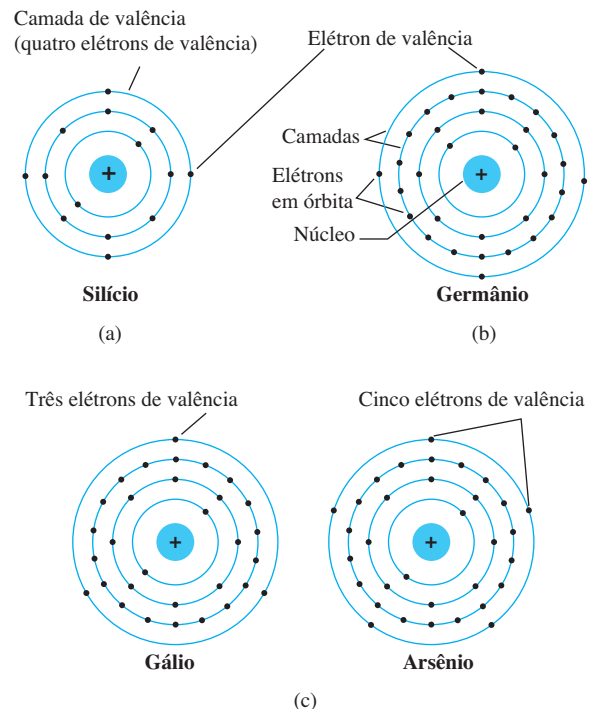 Camada de valência
(quatro elétrons de valência)
Elétron de valência
Camadas
Elétrons
em órbita
Núcleo
+
+
Silício
Germânio
(a)
(b)
Três elétrons de valência
Cinco elétrons de valência
+
+
Gálio
Arsênio
(c)